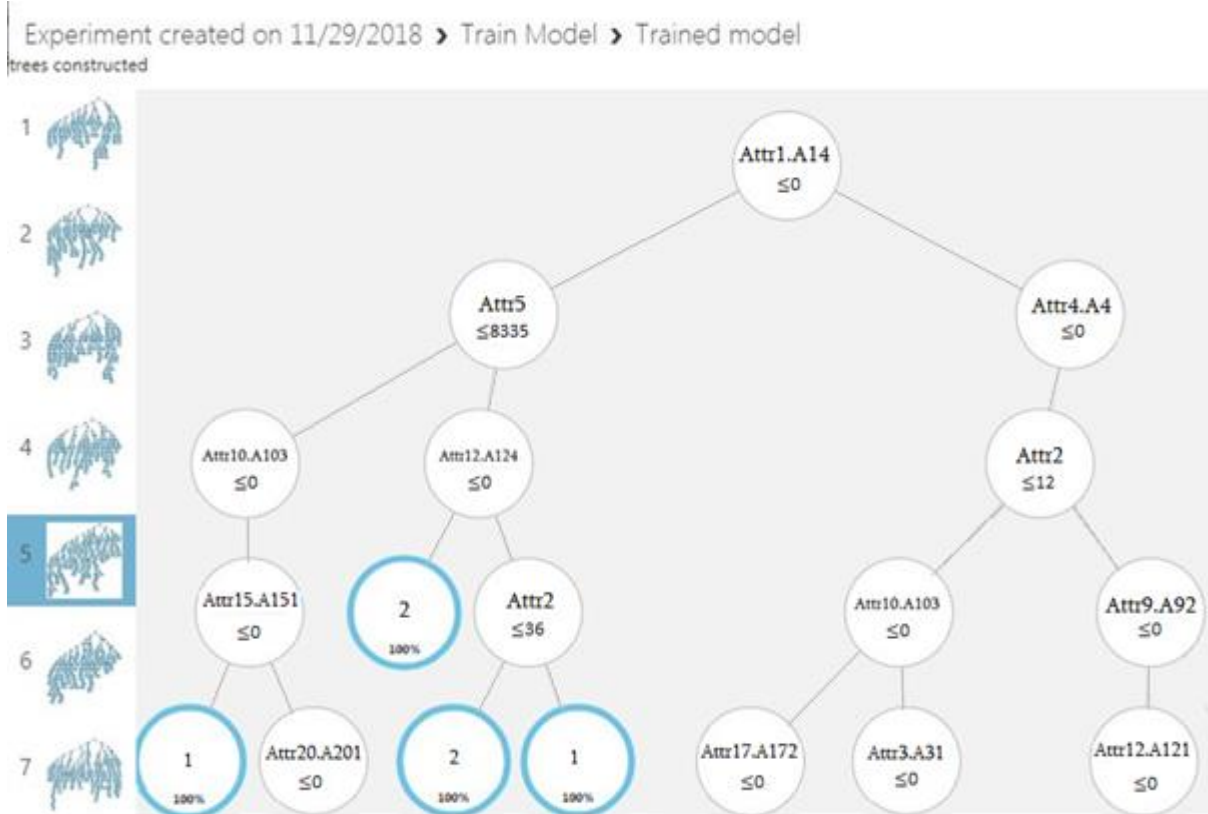 Experiment created on 11/29/2018 › Train Model › Trained model
trees constructed
1
2
3
4
5
6
7
Attr1.A14
≤0
Attr5
≤8335
Attr4.A4
≤0
Attr10.A103
≤0
Attr12.A124
≤0
Attr2
≤12
Attr15.A151
≤0
2
100%
Attr2
≤36
Attr10.A103
≤0
Attr9.A92
≤0
1
100%
Attr20.A201
≤0
2
100%
1
100%
Attr17.A172
≤0
Attr3.A31
≤0
Attr12.A121
≤0